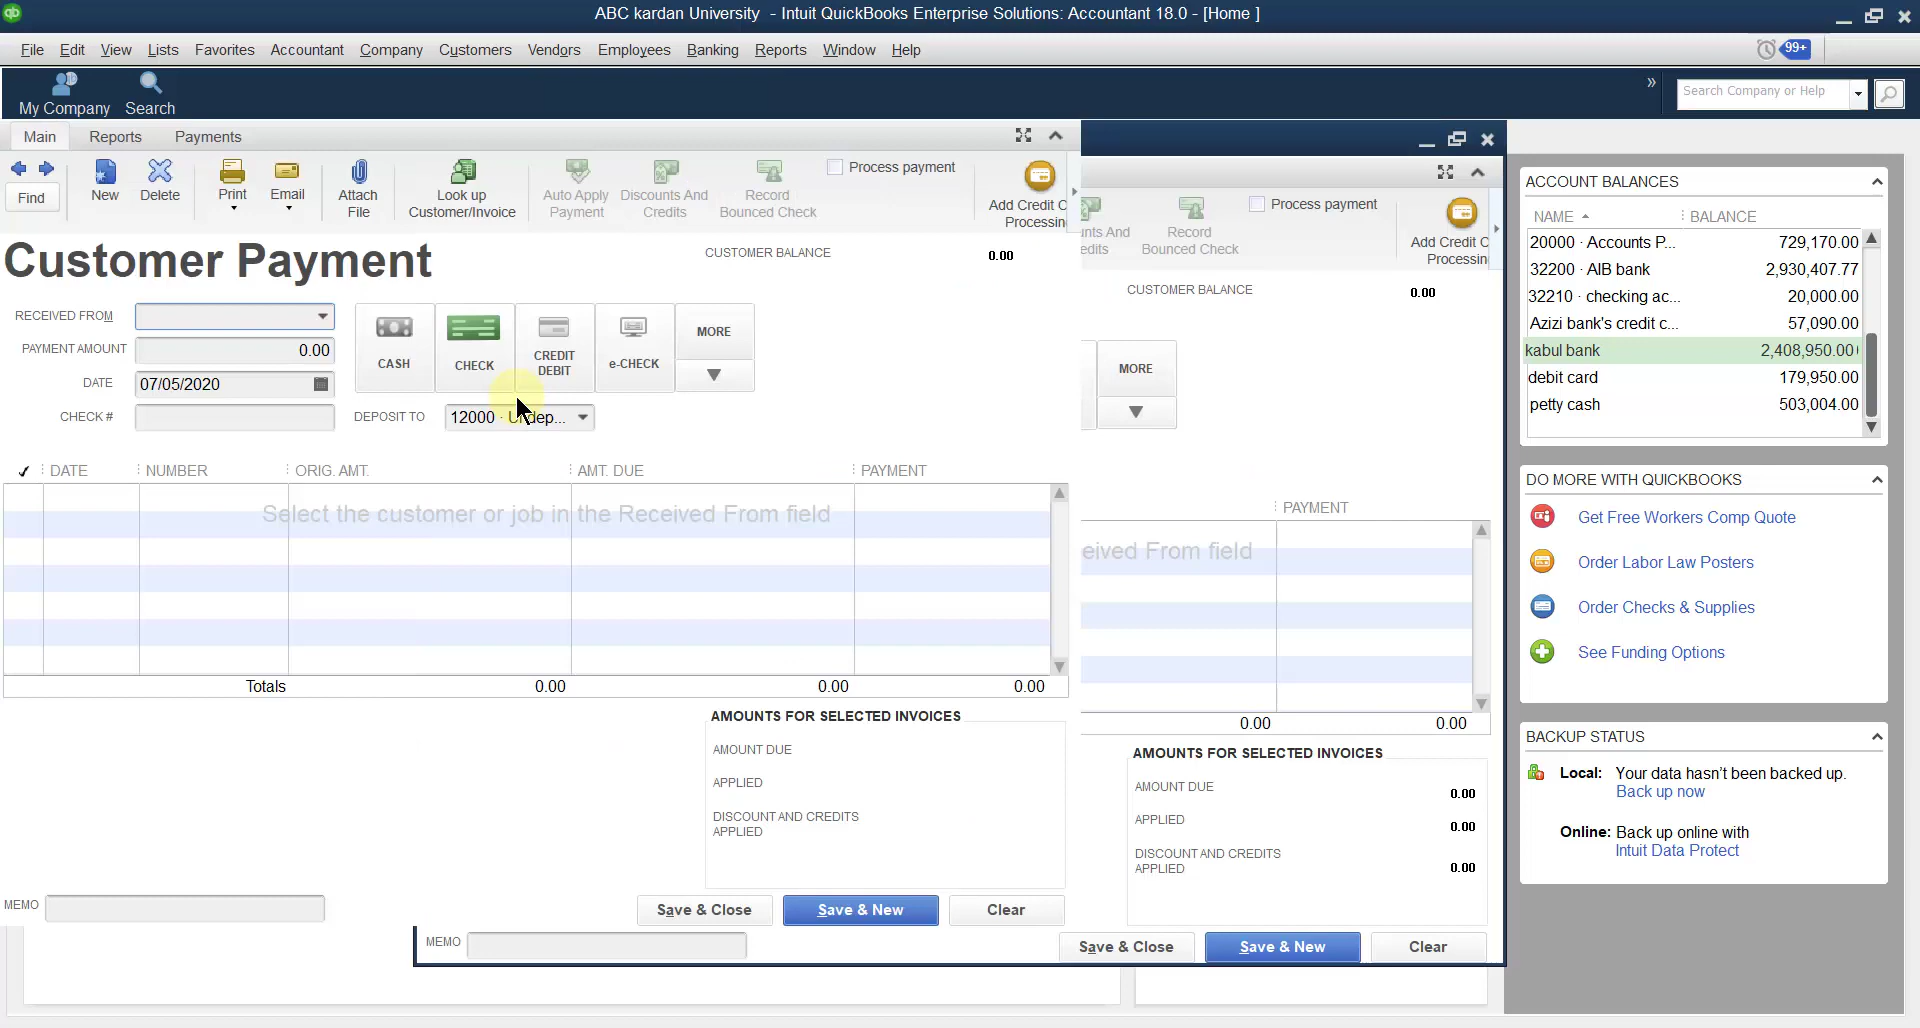 ABC kardan University - Intuit QuickBooks Enterprise Solutions: Accountant 18.0 - [Home ]
File Edit View Lists Favorites Accountant Company Customers Vendors Employees Banking Reports Window Help
99+
My Company Search
Search Company or Help
Main Reports Payments
Find
New
Delete
Print
Email
Attach File
Look up Customer/Invoice
Auto Apply Payment
Discounts And Credits
Record Bounced Check
Process payment
Add Credit C
Processin
Customer Payment
CUSTOMER BALANCE 0.00
RECEIVED FROM
PAYMENT AMOUNT 0.00
DATE 07/05/2020
CHECK #
CASH
CHECK
CREDIT DEBIT
e-CHECK
MORE
DEPOSIT TO 12000 · Undep...
DATE NUMBER ORIG. AMT. AMT. DUE PAYMENT
Select the customer or job in the Received From field
Totals 0.00 0.00 0.00
AMOUNTS FOR SELECTED INVOICES
AMOUNT DUE
APPLIED
DISCOUNT AND CREDITS
APPLIED
MEMO
Save & Close Save & New Clear
unts And
edits
Record
Bounced Check
Process payment
Add Credit C
Processin
CUSTOMER BALANCE 0.00
MORE
PAYMENT
eived From field
0.00 0.00
AMOUNTS FOR SELECTED INVOICES
AMOUNT DUE 0.00
APPLIED 0.00
DISCOUNT AND CREDITS
APPLIED 0.00
MEMO
Save & Close Save & New Clear
ACCOUNT BALANCES
NAME BALANCE
20000 · Accounts P... 729,170.00
32200 · AIB bank 2,930,407.77
32210 · checking ac... 20,000.00
Azizi bank's credit c... 57,090.00
kabul bank 2,408,950.00
debit card 179,950.00
petty cash 503,004.00
DO MORE WITH QUICKBOOKS
Get Free Workers Comp Quote
Order Labor Law Posters
Order Checks & Supplies
See Funding Options
BACKUP STATUS
Local: Your data hasn't been backed up.
Back up now
Online: Back up online with
Intuit Data Protect